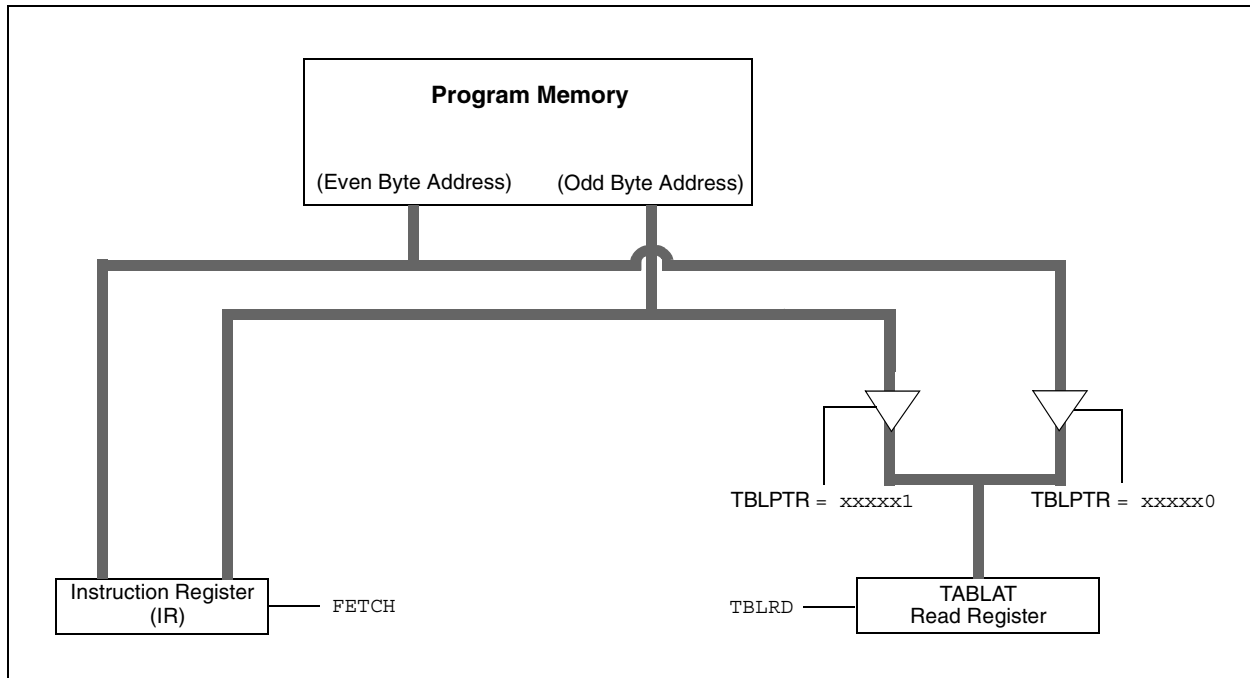 Program Memory
(Even Byte Address)
(Odd Byte Address)
TBLPTR = xxxxx1
TBLPTR = xxxxx0
Instruction Register
(IR)
FETCH
TBLRD
TABLAT
Read Register